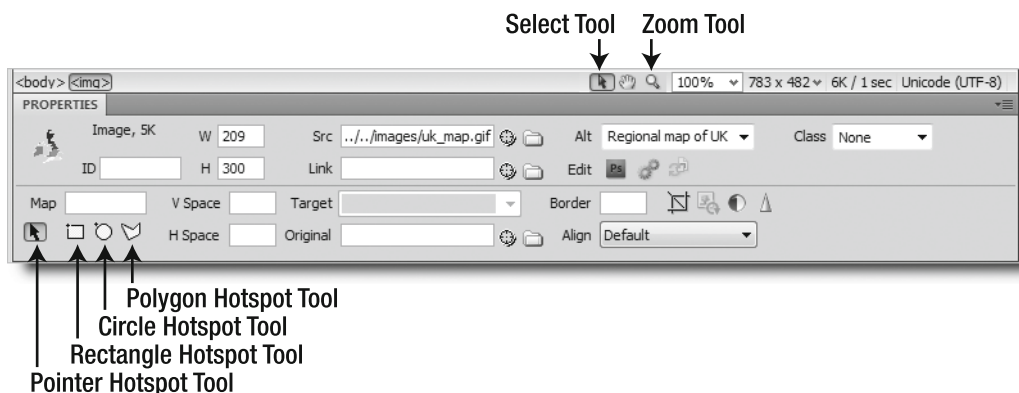 Select Tool Zoom Tool
<body> <img> 100% 783 x 482 6K / 1 sec Unicode (UTF-8)
PROPERTIES
Image, 5K W 209 Src ../../images/uk_map.gif Alt Regional map of UK Class None
ID H 300 Link Edit Ps
Map V Space Target Border
H Space Original Align Default
Polygon Hotspot Tool
Circle Hotspot Tool
Rectangle Hotspot Tool
Pointer Hotspot Tool